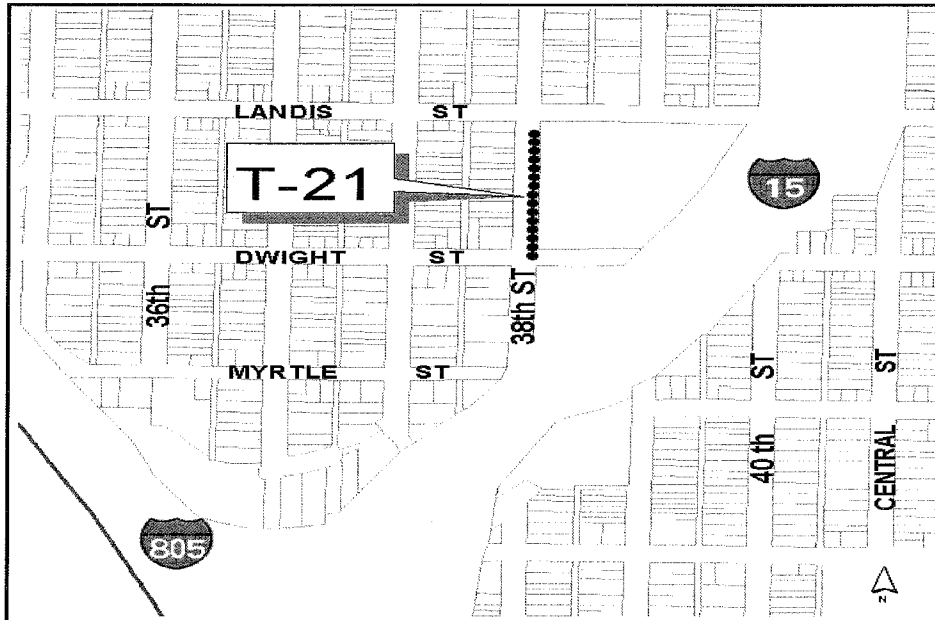 LANDIS ST
T-21
15
ST
DWIGHT ST
36th
38th ST
MYRTLE ST
ST
ST
40 th
CENTRAL
805
N